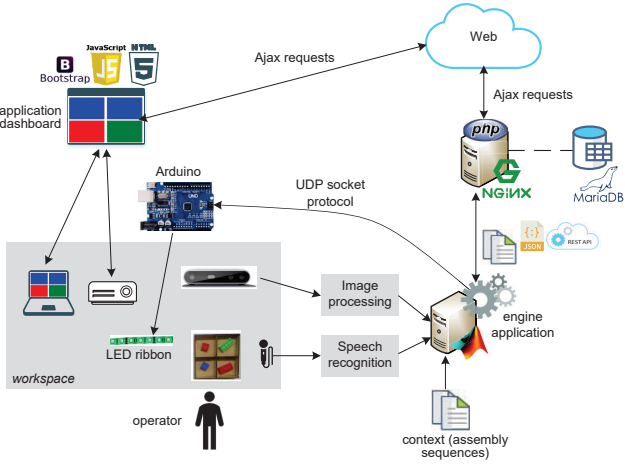 Web
JavaScript
HTML
JS
5
B
Bootstrap
Ajax requests
Ajax requests
application
dashboard
php
NGiNX
MariaDB
Arduino
UDP socket
protocol
{:}
JSON
REST API
Image
processing
engine
application
LED ribbon
Speech
recognition
workspace
operator
context (assembly
sequences)